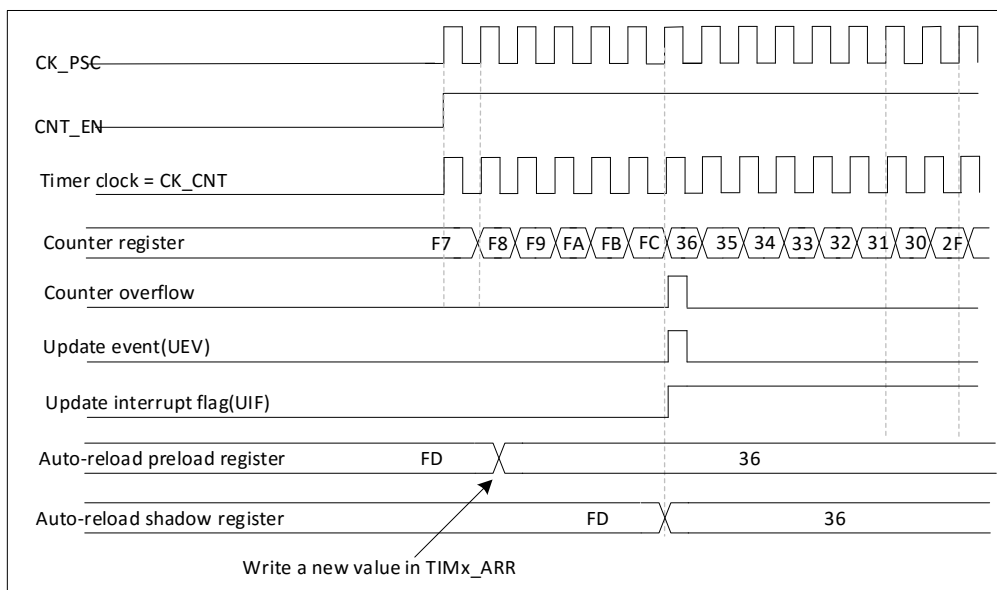 CK_PSC
CNT_EN
Timer clock = CK_CNT
Counter register F7 F8 F9 FA FB FC 36 35 34 33 32 31 30 2F
Counter overflow
Update event(UEV)
Update interrupt flag(UIF)
Auto-reload preload register FD 36
Auto-reload shadow register FD 36
Write a new value in TIMx_ARR